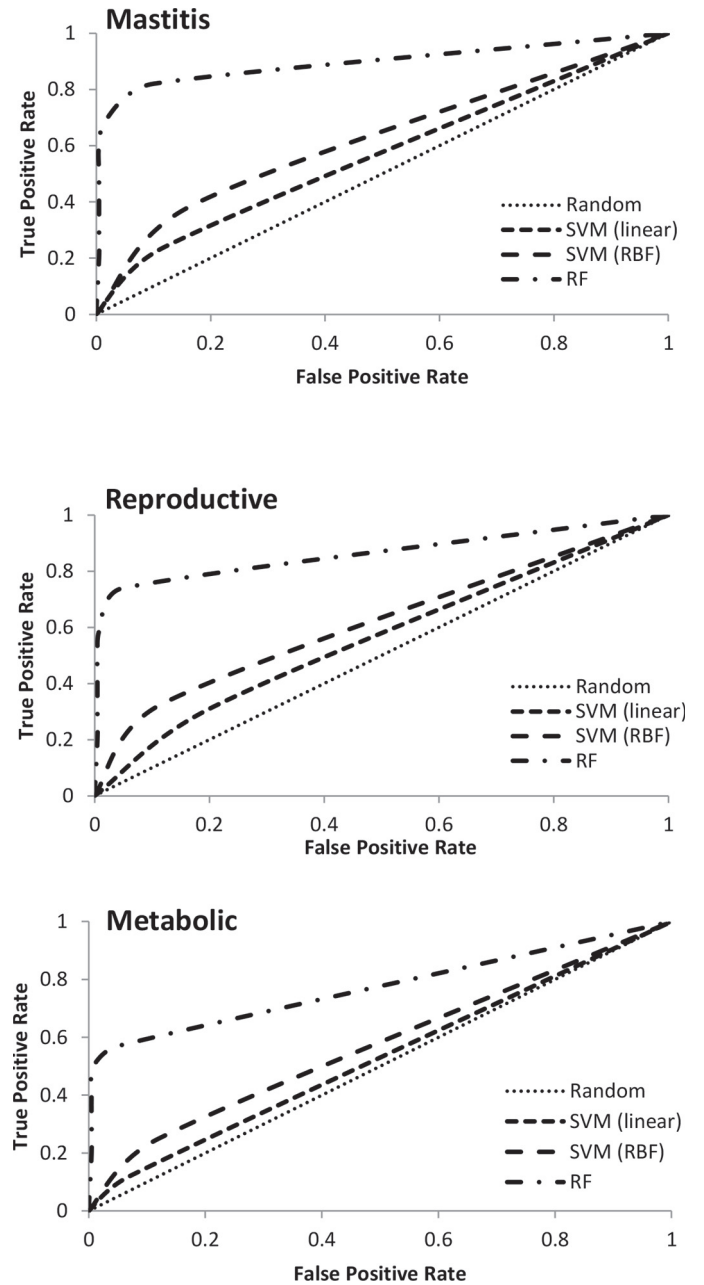 Mastitis
1
0.8
0.6
0.4
0.2
0
True Positive Rate
Random
SVM (linear)
SVM (RBF)
RF
0 0.2 0.4 0.6 0.8 1
False Positive Rate
Reproductive
1
0.8
0.6
0.4
0.2
0
True Positive Rate
Random
SVM (linear)
SVM (RBF)
RF
0 0.2 0.4 0.6 0.8 1
False Positive Rate
Metabolic
1
0.8
0.6
0.4
0.2
0
True Positive Rate
Random
SVM (linear)
SVM (RBF)
RF
0 0.2 0.4 0.6 0.8 1
False Positive Rate